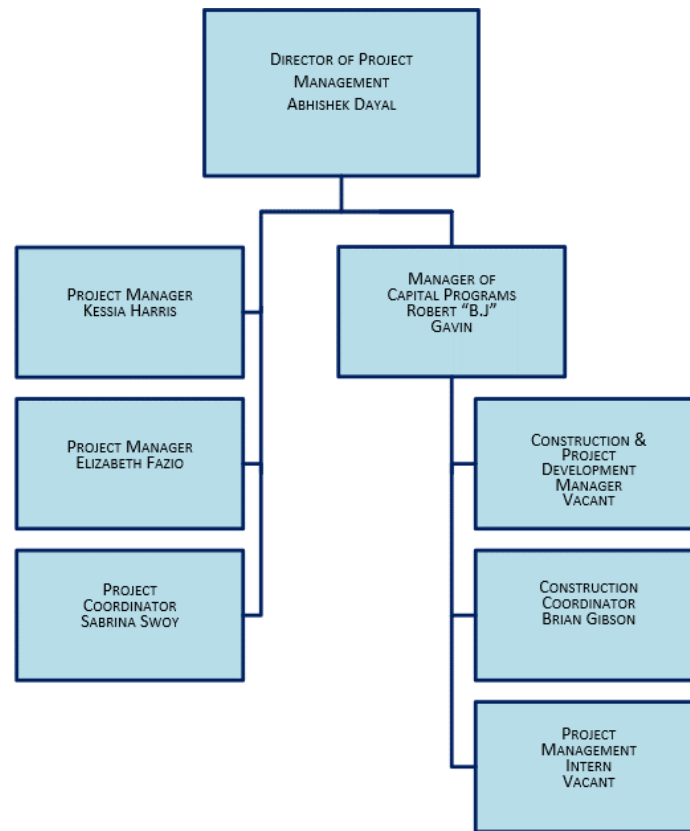 Director of Project
Management
Abhishek Dayal
Project Manager
Kessia Harris
Manager of
Capital Programs
Robert “B.J”
Gavin
Project Manager
Elizabeth Fazio
Construction &
Project
Development
Manager
Vacant
Project
Coordinator
Sabrina Swoy
Construction
Coordinator
Brian Gibson
Project
Management
Intern
Vacant